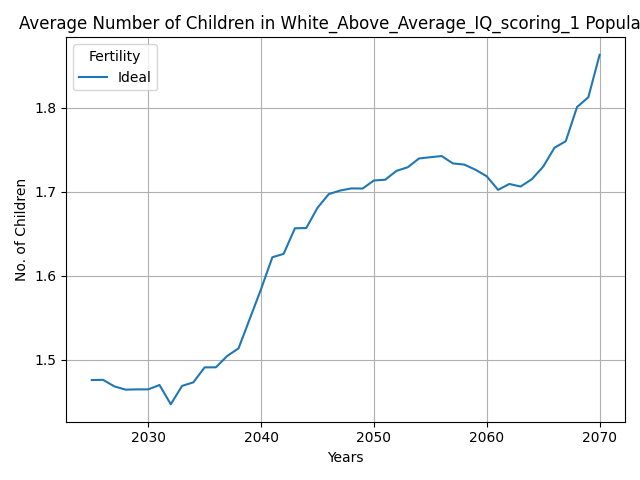 Average Number of Children in White_Above_Average_IQ_scoring_1 Popula
Fertility
Ideal
1.8
1.7
1.6
1.5
No. of Children
2030 2040 2050 2060 2070
Years